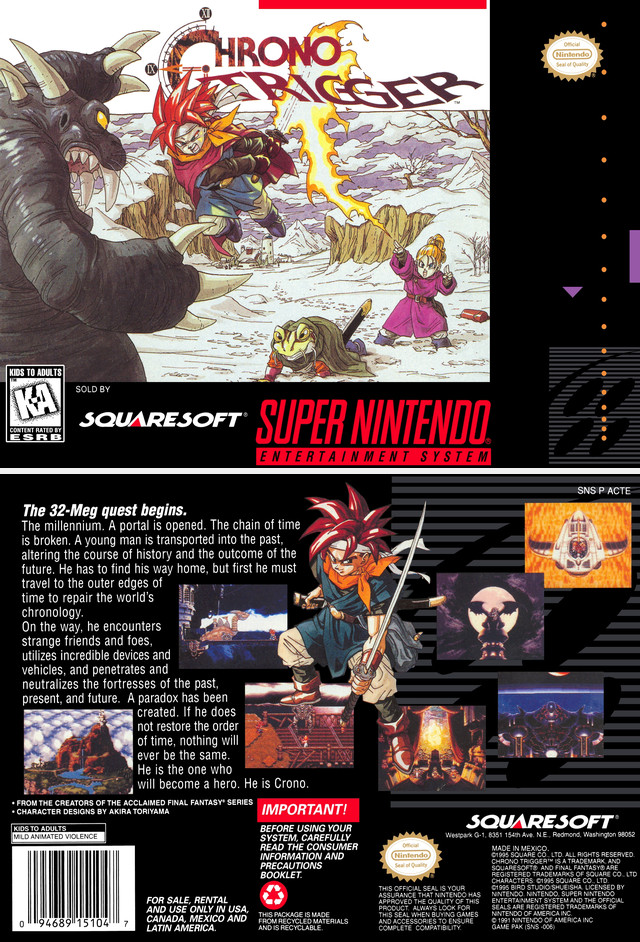 XII
IX
CHRONO
TRIGGER™
Official
Nintendo
Seal of Quality
KIDS TO ADULTS
K-A
CONTENT RATED BY
ESRB
SOLD BY
SQUARESOFT®
SUPER NINTENDO®
ENTERTAINMENT SYSTEM
SNS P ACTE
The 32-Meg quest begins.
The millennium. A portal is opened. The chain of time
is broken. A young man is transported into the past,
altering the course of history and the outcome of the
future. He has to find his way home, but first he must
travel to the outer edges of
time to repair the world's
chronology.
On the way, he encounters
strange friends and foes,
utilizes incredible devices and
vehicles, and penetrates and
neutralizes the fortresses of the past,
present, and future. A paradox has been
created. If he does
not restore the order
of time, nothing will
ever be the same.
He is the one who
will become a hero. He is Crono.
• FROM THE CREATORS OF THE ACCLAIMED FINAL FANTASY® SERIES
• CHARACTER DESIGNS BY AKIRA TORIYAMA
KIDS TO ADULTS
MILD ANIMATED VIOLENCE
0 94689 15104 7
FOR SALE, RENTAL
AND USE ONLY IN USA,
CANADA, MEXICO AND
LATIN AMERICA.
IMPORTANT!
BEFORE USING YOUR
SYSTEM, CAREFULLY
READ THE CONSUMER
INFORMATION AND
PRECAUTIONS
BOOKLET.
THIS PACKAGE IS MADE
FROM RECYCLED MATERIALS
AND IS RECYCLABLE.
SQUARESOFT®
Westpark G-1, 8351 154th Ave. N.E., Redmond, Washington 98052
Official
Nintendo
Seal of Quality
THIS OFFICIAL SEAL IS YOUR
ASSURANCE THAT NINTENDO HAS
APPROVED THE QUALITY OF THIS
PRODUCT. ALWAYS LOOK FOR
THIS SEAL WHEN BUYING GAMES
AND ACCESSORIES TO ENSURE
COMPLETE COMPATIBILITY.
MADE IN MEXICO.
©1995 SQUARE CO., LTD. ALL RIGHTS RESERVED.
CHRONO TRIGGER™ IS A TRADEMARK, AND
SQUARESOFT® AND FINAL FANTASY® ARE
REGISTERED TRADEMARKS OF SQUARE CO., LTD
CHARACTERS: ©1995 SQUARE CO., LTD.
©1995 BIRD STUDIO/SHUEISHA. LICENSED BY
NINTENDO. NINTENDO, SUPER NINTENDO
ENTERTAINMENT SYSTEM AND THE OFFICIAL
SEALS ARE REGISTERED TRADEMARKS OF
NINTENDO OF AMERICA INC.
© 1991 NINTENDO OF AMERICA INC
GAME PAK (SNS -006)